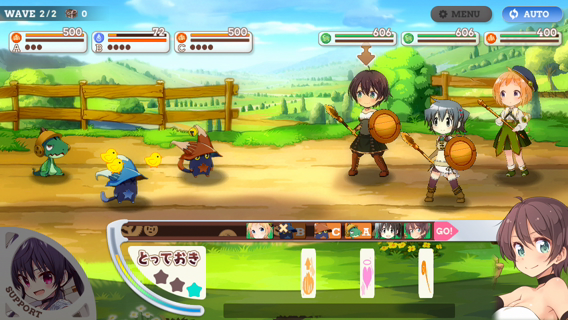 WAVE 2/2 0
MENU
AUTO
500
A
72
B
500
C
606
606
400
B C A GO!
とっておき
SUPPORT